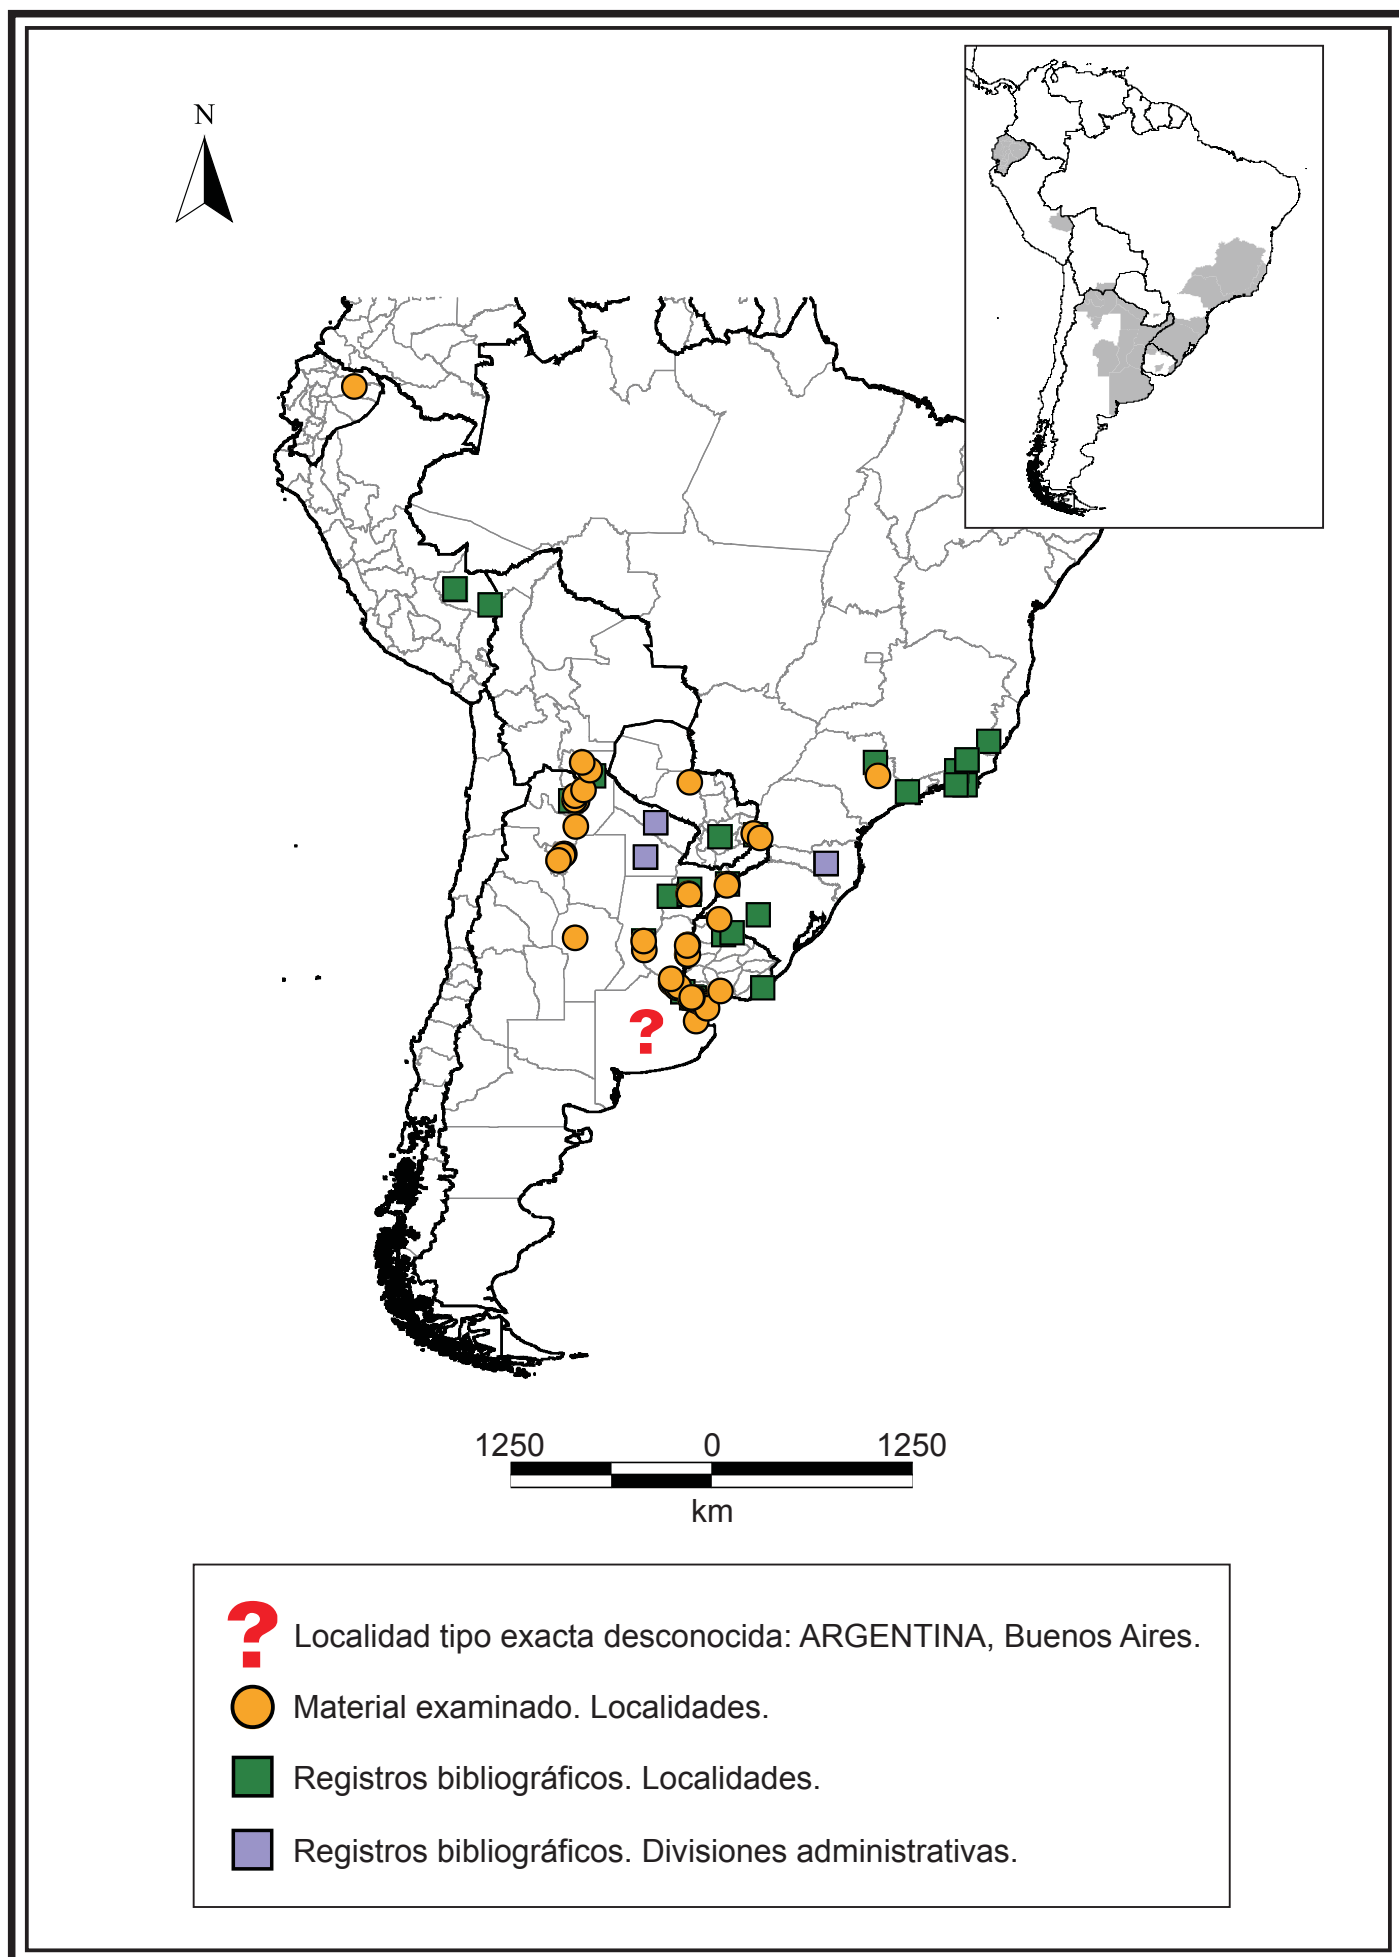 N
?
1250 0 1250
km
? Localidad tipo exacta desconocida: ARGENTINA, Buenos Aires.
Material examinado. Localidades.
Registros bibliográficos. Localidades.
Registros bibliográficos. Divisiones administrativas.